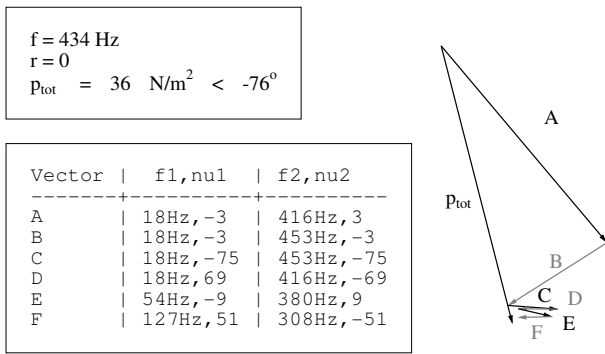 f = 434 Hz
r = 0
p_tot = 36 N/m^2 < -76^o
Vector | f1,nu1 | f2,nu2
-------+----------+----------
A | 18Hz,-3 | 416Hz,3
B | 18Hz,-3 | 453Hz,-3
C | 18Hz,-75 | 453Hz,-75
D | 18Hz,69 | 416Hz,-69
E | 54Hz,-9 | 380Hz,9
F | 127Hz,51 | 308Hz,-51
A
p_tot
B
C D
F E